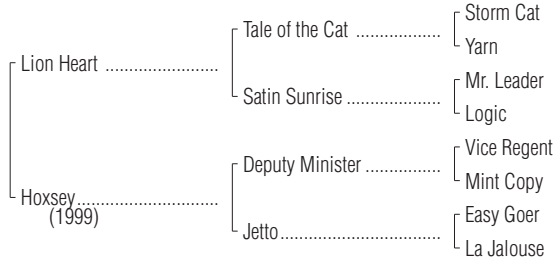 Storm Cat
Tale of the Cat ..................
Yarn
Lion Heart ........................
Mr. Leader
Satin Sunrise ....................
Logic
Vice Regent
Deputy Minister ................
Mint Copy
Hoxsey..............................
(1999)
Easy Goer
Jetto..................................
La Jalouse